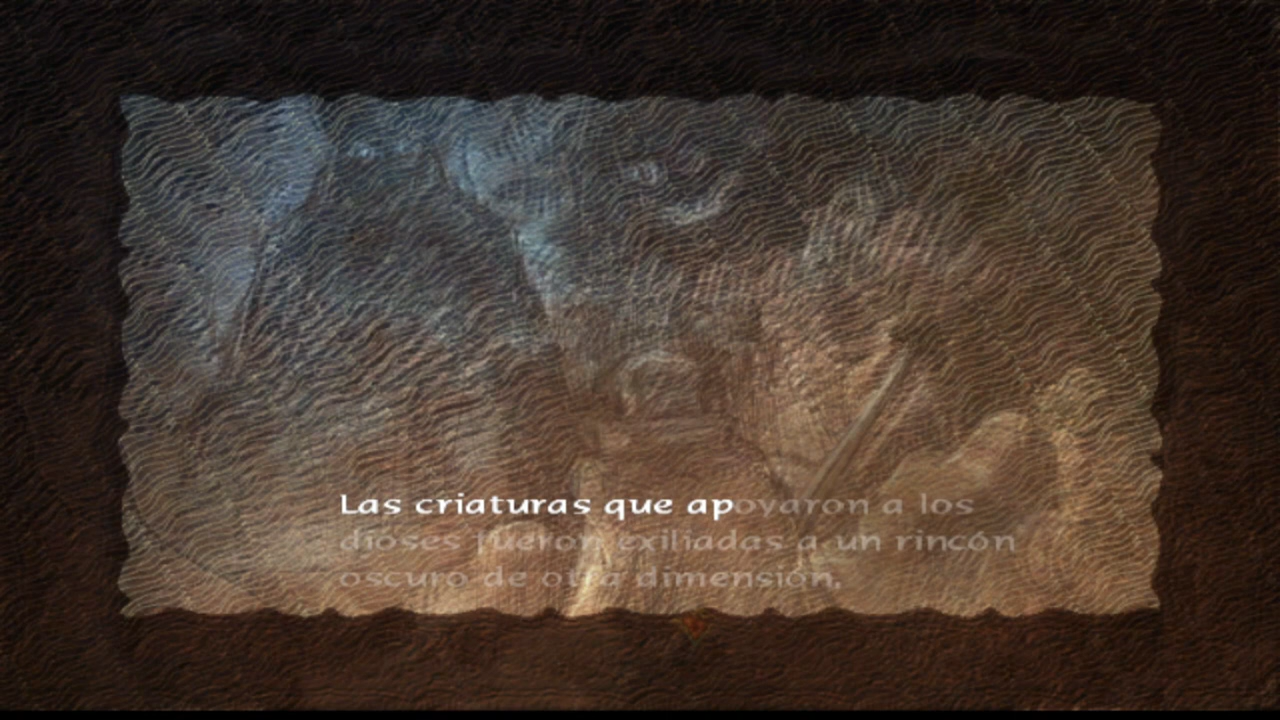 Las criaturas que apoyaron a los
dioses fueron exiliadas a un rincón
oscuro de otra dimensión,